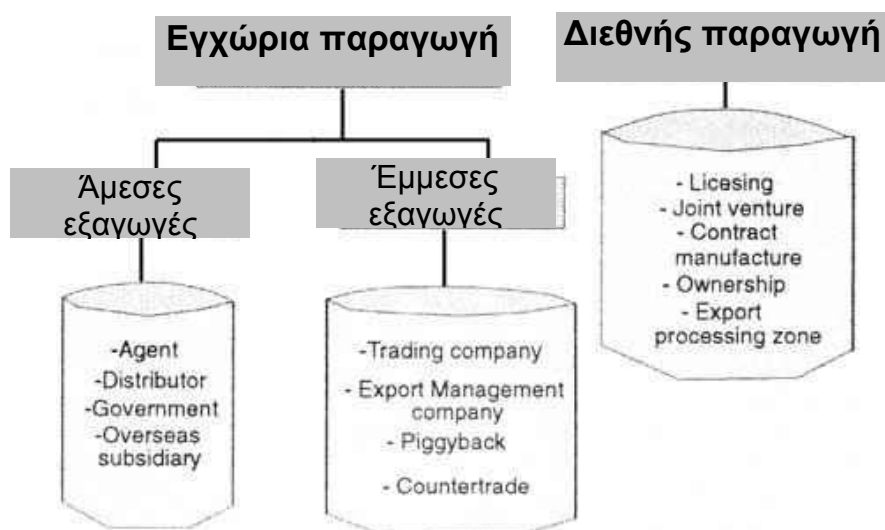 Εγχώρια παραγωγή
Διεθνής παραγωγή
Άμεσες
εξαγωγές
Έμμεσες
εξαγωγές
-Agent
-Distributor
-Government
-Overseas
subsidiary
-Trading company
- Export Management
company
- Piggyback
- Countertrade
- Licesing
- Joint venture
- Contract
manufacture
- Ownership
- Export
processing zone